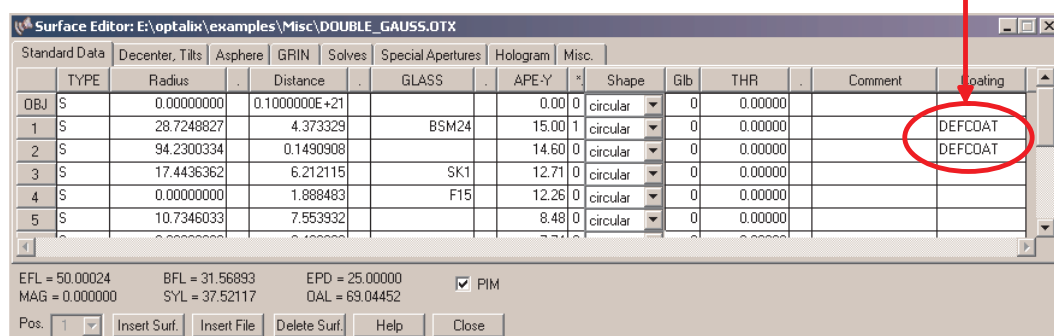 Surface Editor: E:\optalix\examples\Misc\DOUBLE_GAUSS.OTX
Standard Data Decenter, Tilts Asphere GRIN Solves Special Apertures Hologram Misc.
TYPE Radius . Distance GLASS . APE-Y * Shape Glb THR . Comment Coating
OBJ S 0.00000000 0.1000000E+21 0.00 0 circular 0 0.00000
1 S 28.7248827 4.373329 BSM24 15.00 1 circular 0 0.00000 DEFCOAT
2 S 94.2300334 0.1490908 14.60 0 circular 0 0.00000 DEFCOAT
3 S 17.4436362 6.212115 SK1 12.71 0 circular 0 0.00000
4 S 0.00000000 1.888483 F15 12.26 0 circular 0 0.00000
5 S 10.7346033 7.553932 8.48 0 circular 0 0.00000
EFL = 50.00024 BFL = 31.56893 EPD = 25.00000 PIM
MAG = 0.000000 SYL = 37.52117 OAL = 69.04452
Pos. 1 Insert Surf. Insert File Delete Surf. Help Close